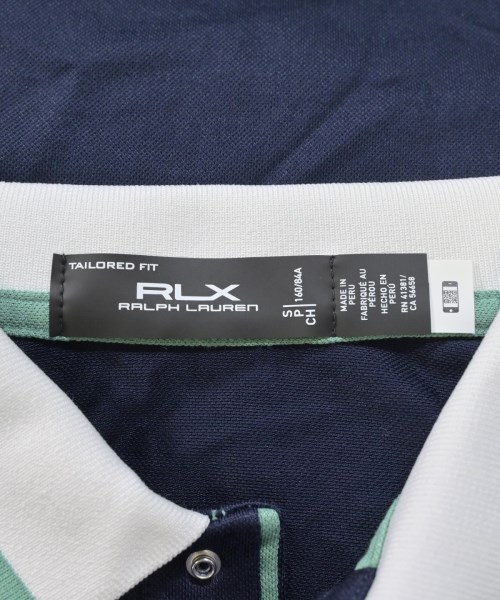 TAILORED FIT
RLX
RALPH LAUREN
S|
P|160/84A
CH|
MADE IN
PERU
FABRIQUÉ AU
PÉROU
HECHO EN
PERÚ
RN 41381/
CA 56658